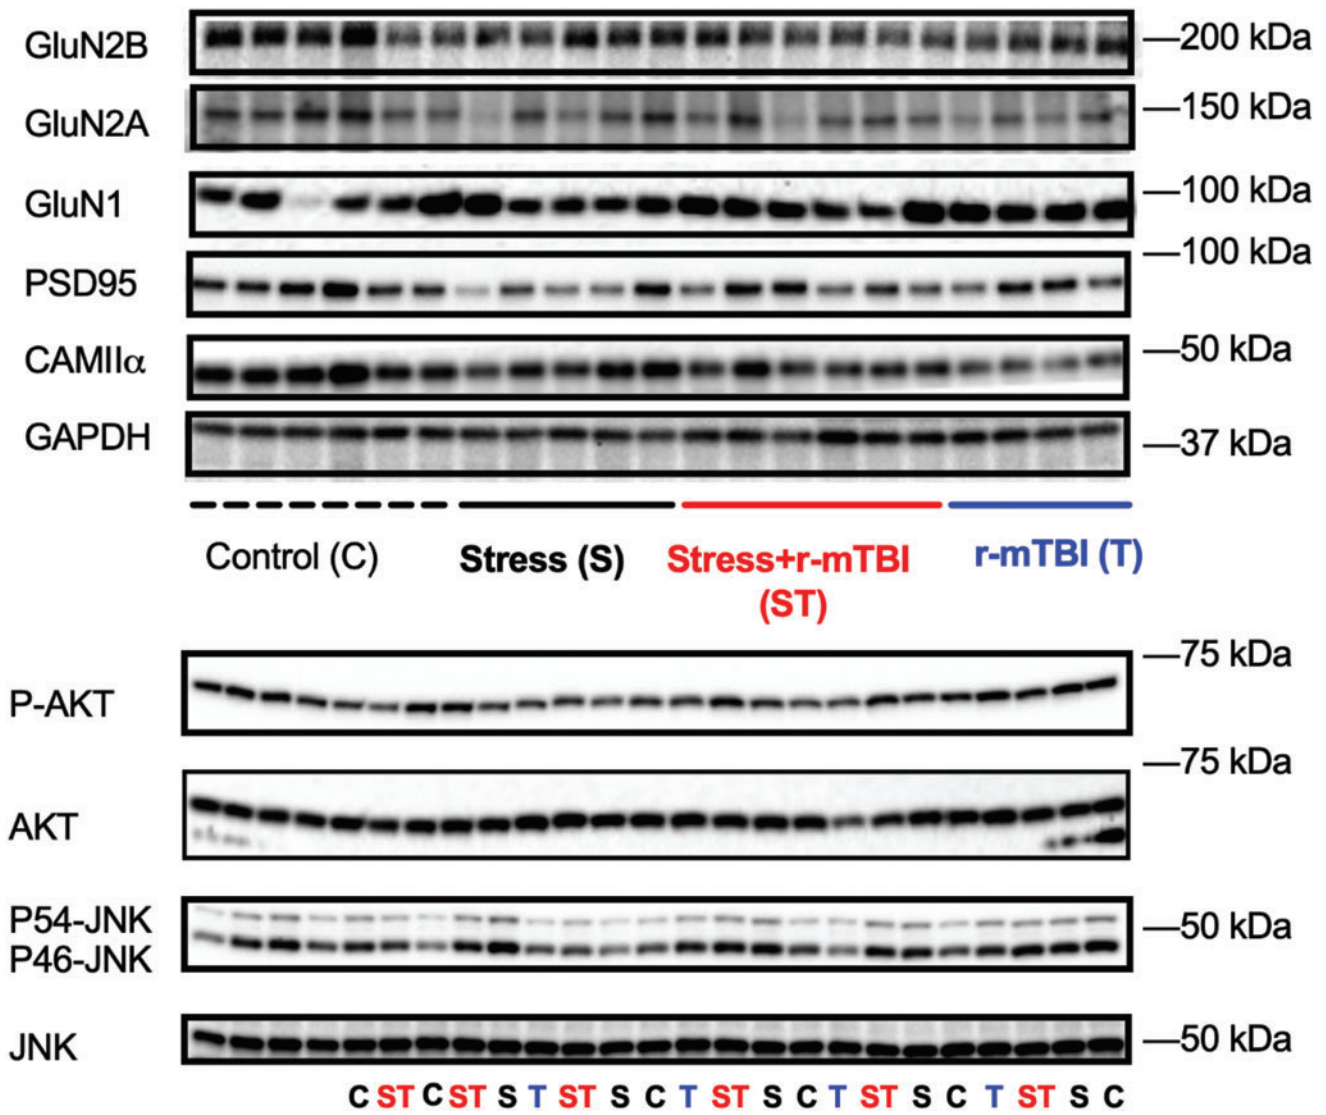 GluN2B —200 kDa
GluN2A —150 kDa
GluN1 —100 kDa
PSD95 —100 kDa
CAMIIα —50 kDa
GAPDH —37 kDa
Control (C) Stress (S) Stress+r-mTBI r-mTBI (T)
(ST)
P-AKT —75 kDa
AKT —75 kDa
P54-JNK —50 kDa
P46-JNK
JNK —50 kDa
C ST C ST S T ST S C T ST S C T ST S C T ST S C